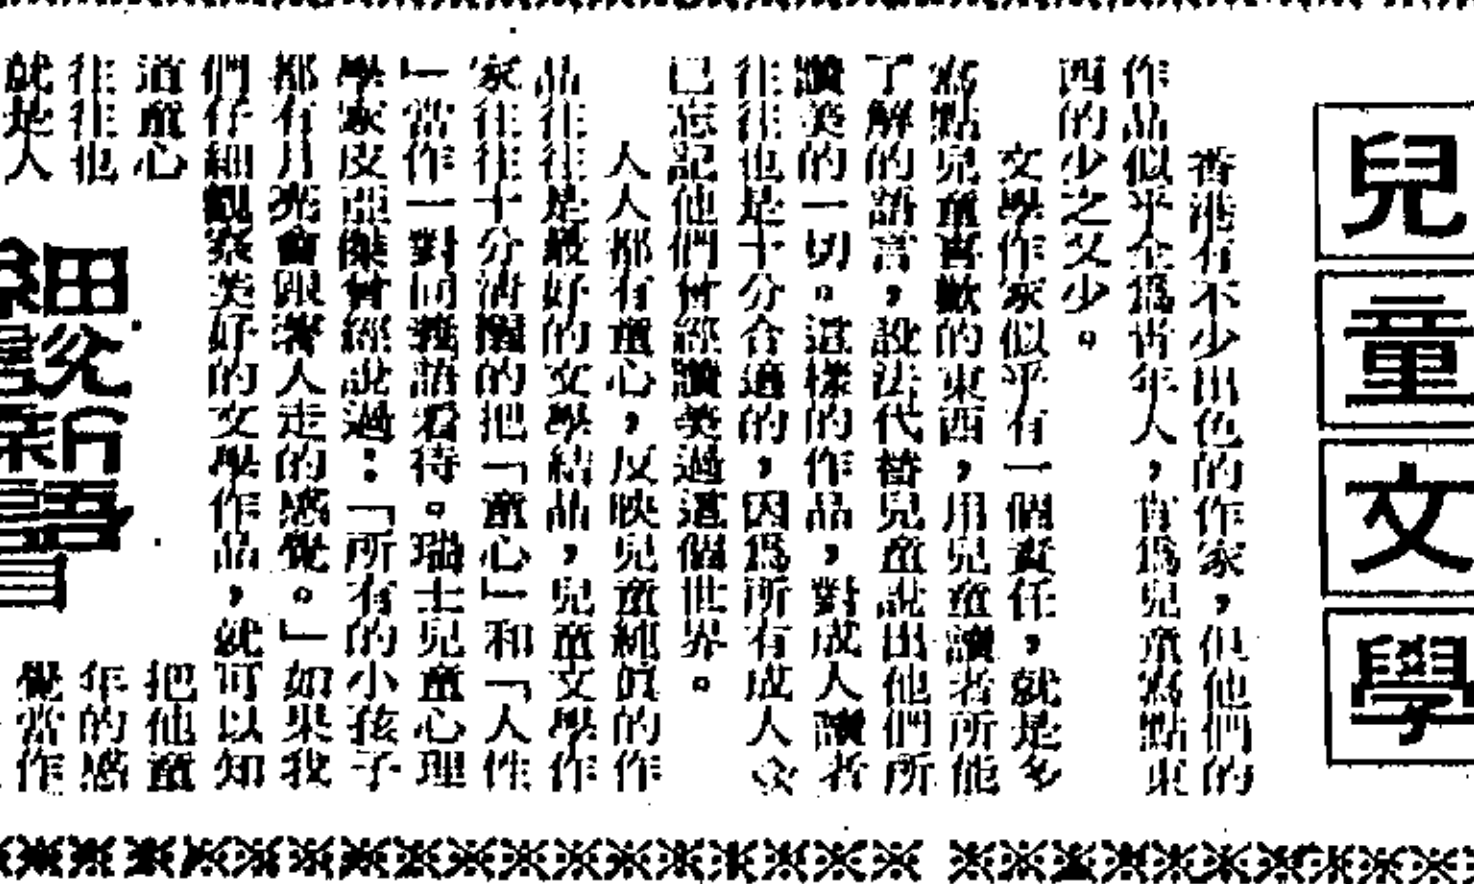 兒童文學
香港有不少出色的作家，但他們的
作品似乎全爲靑年人，肯爲兒童寫點東
西的少之又少。
文學作家似乎有一個責任，就是多
寫點兒童喜歡的東西，用兒童讀者所能
了解的語言，設法代替兒童說出他們所
讚美的一切。這樣的作品，對成人讀者
往往也是十分合適的，因爲所有成人
已忘記他們曾經讚美過這個世界。
人人都有童心，反映兒童純眞的作
品往往是最好的文學結晶，兒童文學作
家往往十分清醒的把「童心」和「人性
」當作一對同義語看待。瑞士兒童心理
學家皮亞傑曾經說過：「所有的小孩子
都有月亮會跟著人走的感覺。」如果我
們仔細觀察美好的文學作品，就可以知
道童心
往往也
就是人
細說新語
把他童
年的感
覺當作